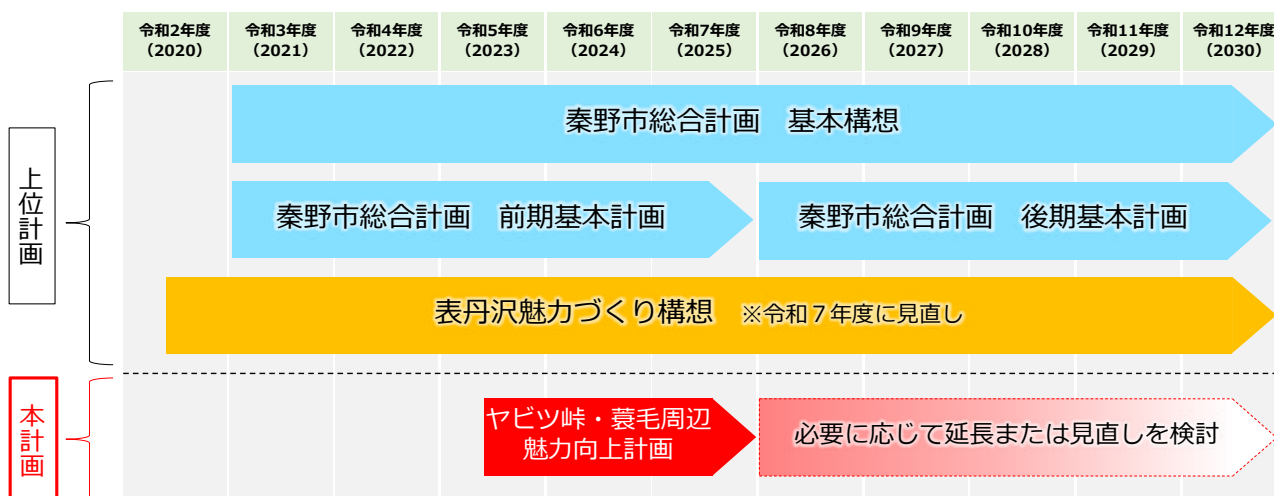 令和2年度 令和3年度 令和4年度 令和5年度 令和6年度 令和7年度 令和8年度 令和9年度 令和10年度 令和11年度 令和12年度
（2020） （2021） （2022） （2023） （2024） （2025） （2026） （2027） （2028） （2029） （2030）
上位計画
秦野市総合計画　基本構想
秦野市総合計画　前期基本計画
秦野市総合計画　後期基本計画
表丹沢魅力づくり構想　※令和７年度に見直し
本計画
ヤビツ峠・蓑毛周辺
魅力向上計画
必要に応じて延長または見直しを検討